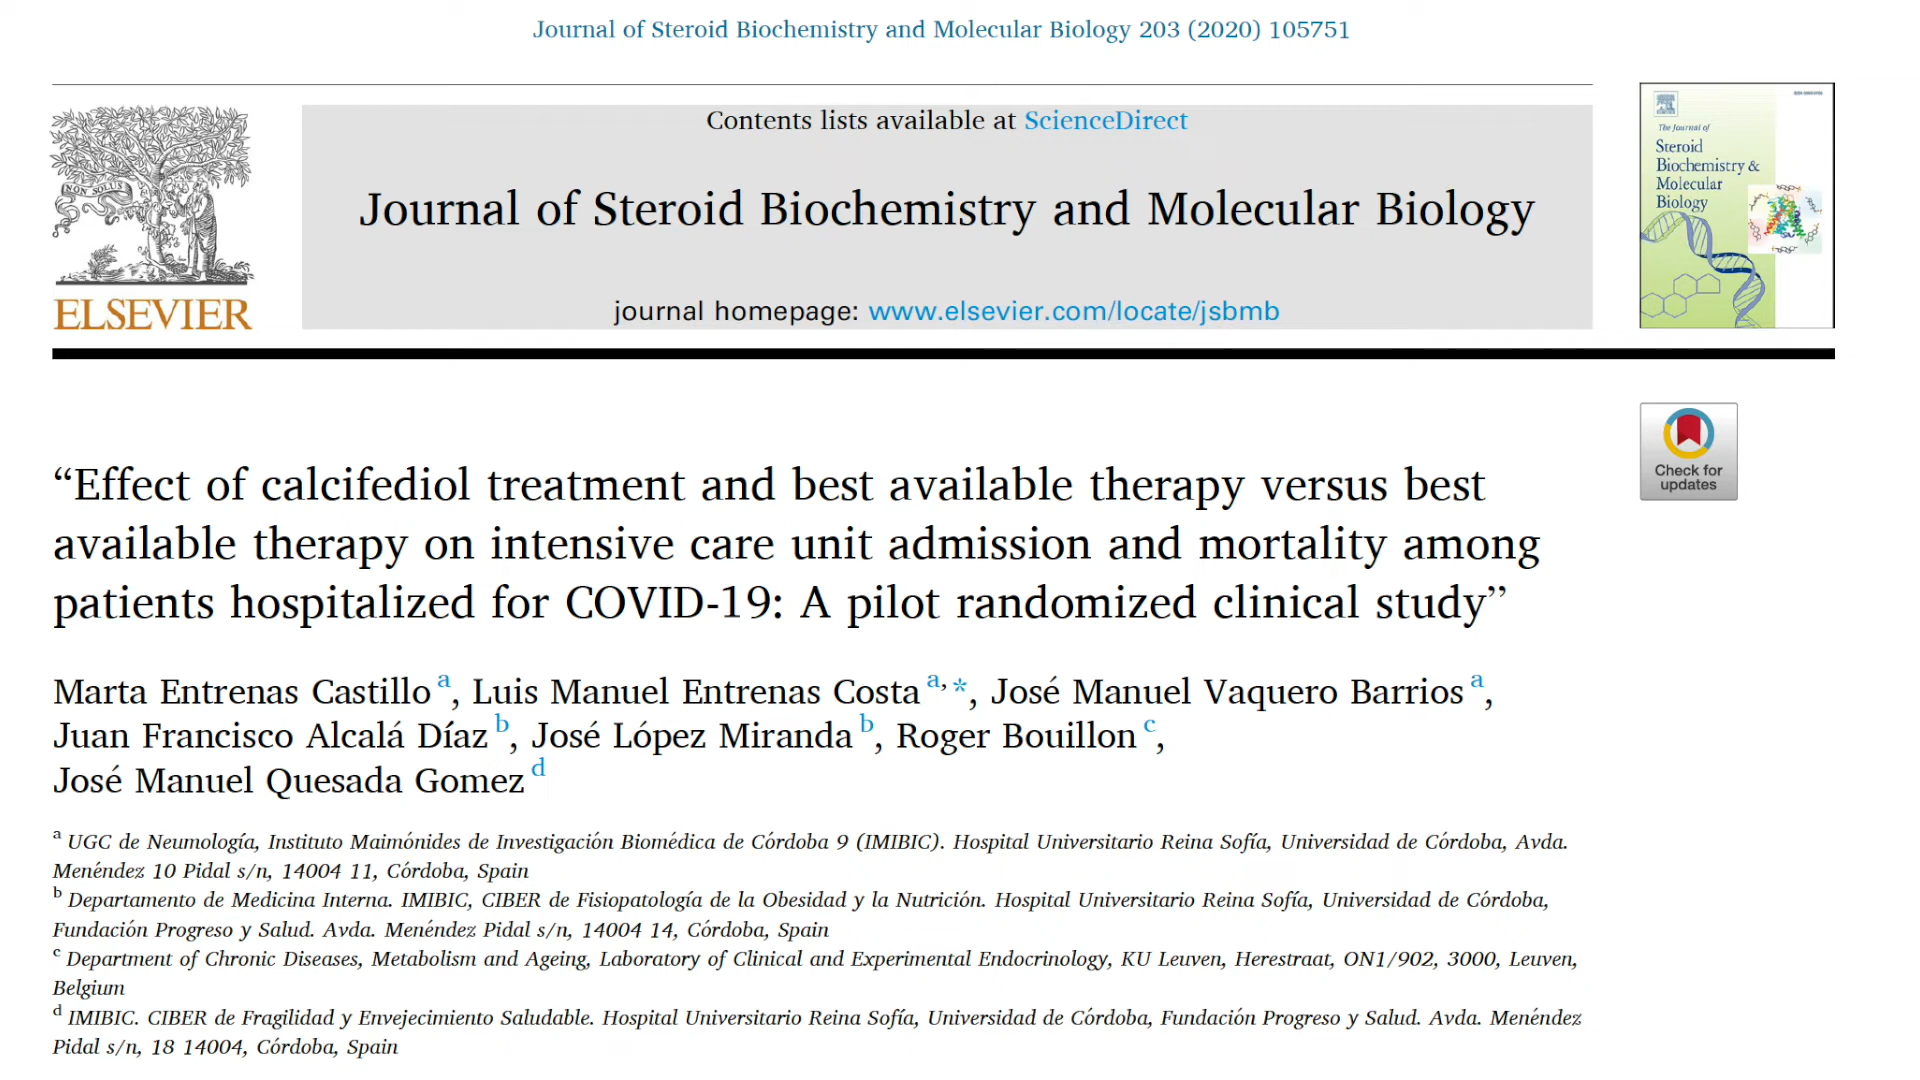 Journal of Steroid Biochemistry and Molecular Biology 203 (2020) 105751
Contents lists available at ScienceDirect
Journal of Steroid Biochemistry and Molecular Biology
journal homepage: www.elsevier.com/locate/jsbmb
NON SOLUS
ELSEVIER
The Journal of
Steroid
Biochemistry &
Molecular
Biology
Check for
updates
“Effect of calcifediol treatment and best available therapy versus best
available therapy on intensive care unit admission and mortality among
patients hospitalized for COVID-19: A pilot randomized clinical study”
Marta Entrenas Castillo a, Luis Manuel Entrenas Costa a,*, José Manuel Vaquero Barrios a,
Juan Francisco Alcalá Díaz b, José López Miranda b, Roger Bouillon c,
José Manuel Quesada Gomez d
a UGC de Neumología, Instituto Maimónides de Investigación Biomédica de Córdoba 9 (IMIBIC). Hospital Universitario Reina Sofía, Universidad de Córdoba, Avda.
Menéndez 10 Pidal s/n, 14004 11, Córdoba, Spain
b Departamento de Medicina Interna. IMIBIC, CIBER de Fisiopatología de la Obesidad y la Nutrición. Hospital Universitario Reina Sofía, Universidad de Córdoba,
Fundación Progreso y Salud. Avda. Menéndez Pidal s/n, 14004 14, Córdoba, Spain
c Department of Chronic Diseases, Metabolism and Ageing, Laboratory of Clinical and Experimental Endocrinology, KU Leuven, Herestraat, ON1/902, 3000, Leuven,
Belgium
d IMIBIC. CIBER de Fragilidad y Envejecimiento Saludable. Hospital Universitario Reina Sofía, Universidad de Córdoba, Fundación Progreso y Salud. Avda. Menéndez
Pidal s/n, 18 14004, Córdoba, Spain